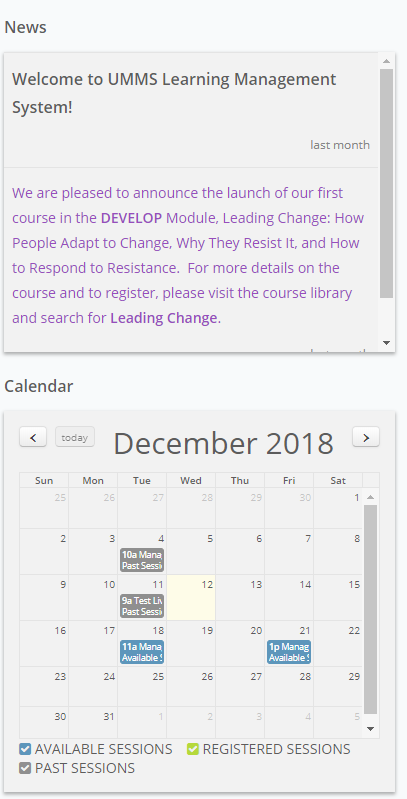 News
Welcome to UMMS Learning Management
System!
last month
We are pleased to announce the launch of our first
course in the DEVELOP Module, Leading Change: How
People Adapt to Change, Why They Resist It, and How
to Respond to Resistance. For more details on the
course and to register, please visit the course library
and search for Leading Change.
Calendar
today December 2018
Sun Mon Tue Wed Thu Fri Sat
25 26 27 28 29 30 1
2 3 4 5 6 7 8
10a Mana
Past Sessi
9 10 11 12 13 14 15
9a Test Liv
Past Sessi
16 17 18 19 20 21 22
11a Mana 1p Manag
Available S Available S
23 24 25 26 27 28 29
30 31 1 2 3 4 5
AVAILABLE SESSIONS REGISTERED SESSIONS
PAST SESSIONS